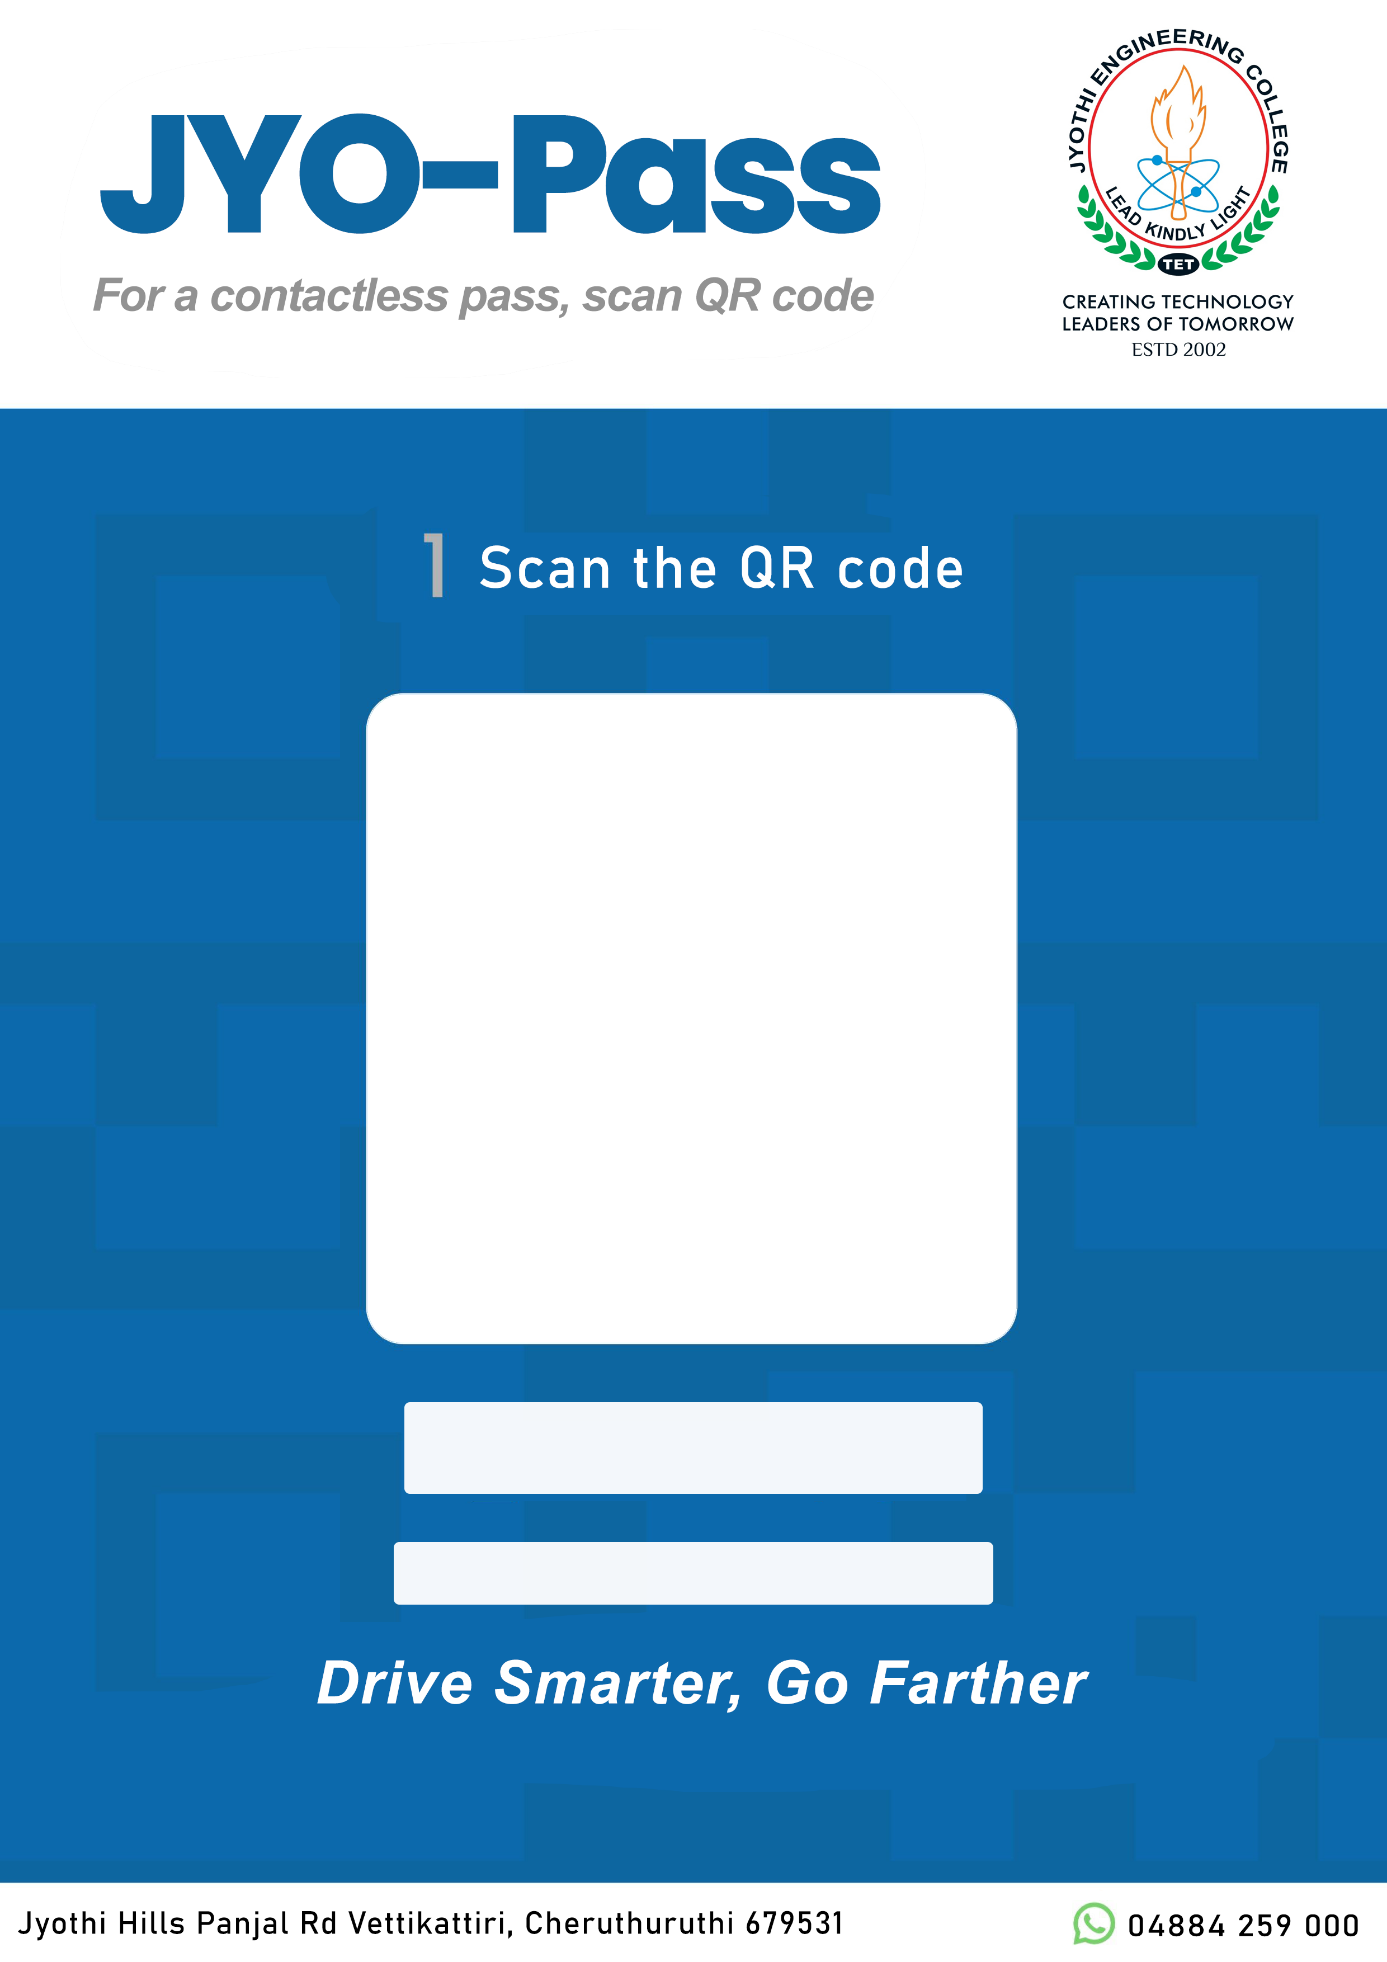 JYOTHI ENGINEERING COLLEGE
LEAD KINDLY LIGHT
TET
CREATING TECHNOLOGY
LEADERS OF TOMORROW
ESTD 2002
JYO-Pass
For a contactless pass, scan QR code
1 Scan the QR code
Drive Smarter, Go Farther
Jyothi Hills Panjal Rd Vettikattiri, Cheruthuruthi 679531
04884 259 000